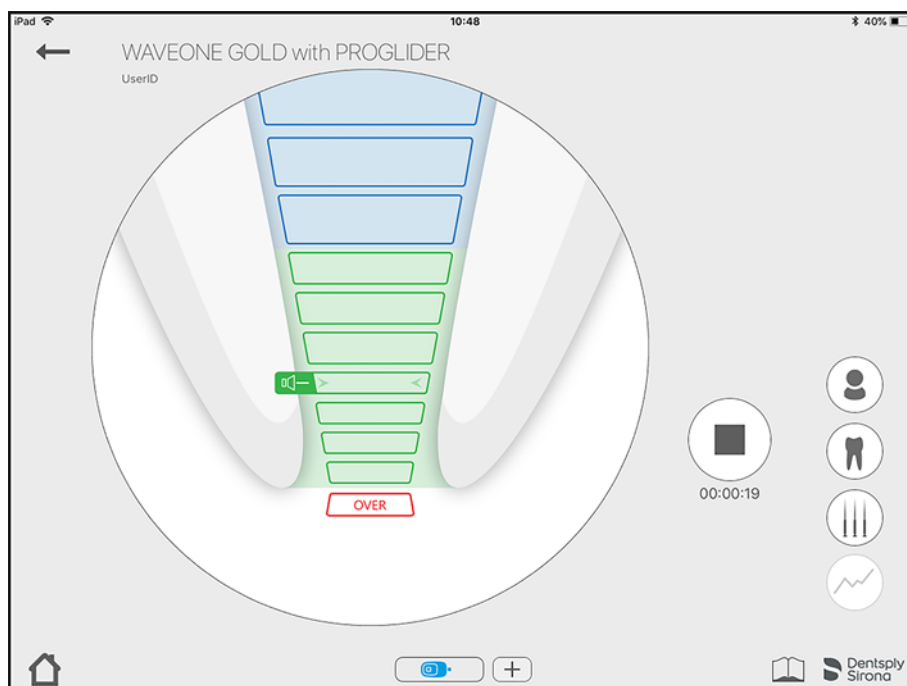 iPad 10:48 40%
WAVEONE GOLD with PROGLIDER
UserID
OVER
00:00:19
Dentsply
Sirona